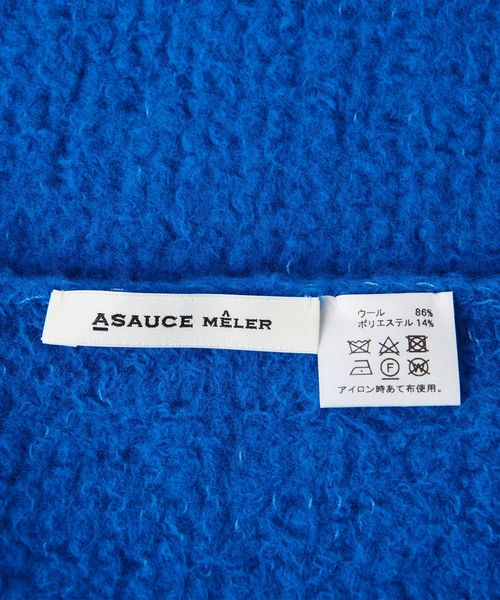 ASAUCE MÊLER
ウール 86%
ポリエステル 14%
F
W
アイロン時あて布使用。